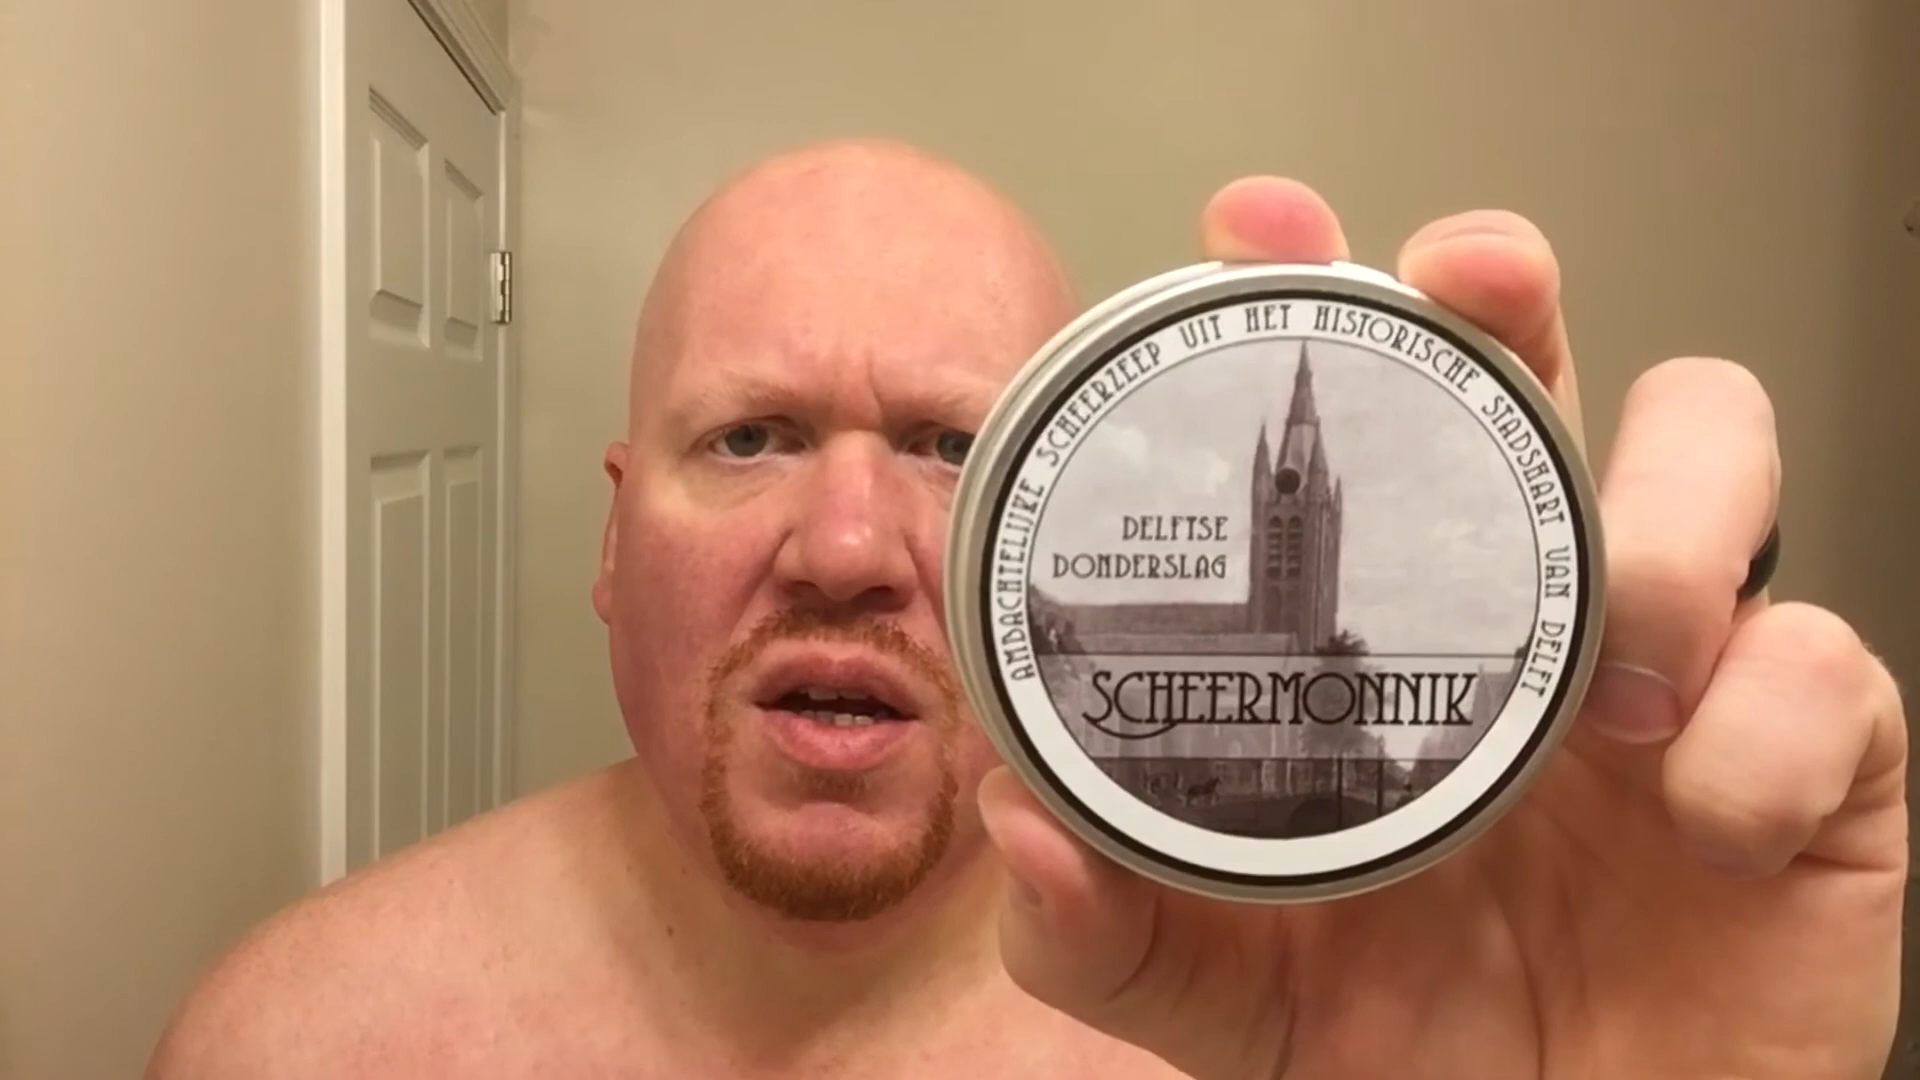 AMBACHTELIJKE SCHEERZEEP UIT HET HISTORISCHE STADSHART VAN DELFT
DELFTSE
DONDERSLAG
SCHEERMONNIK